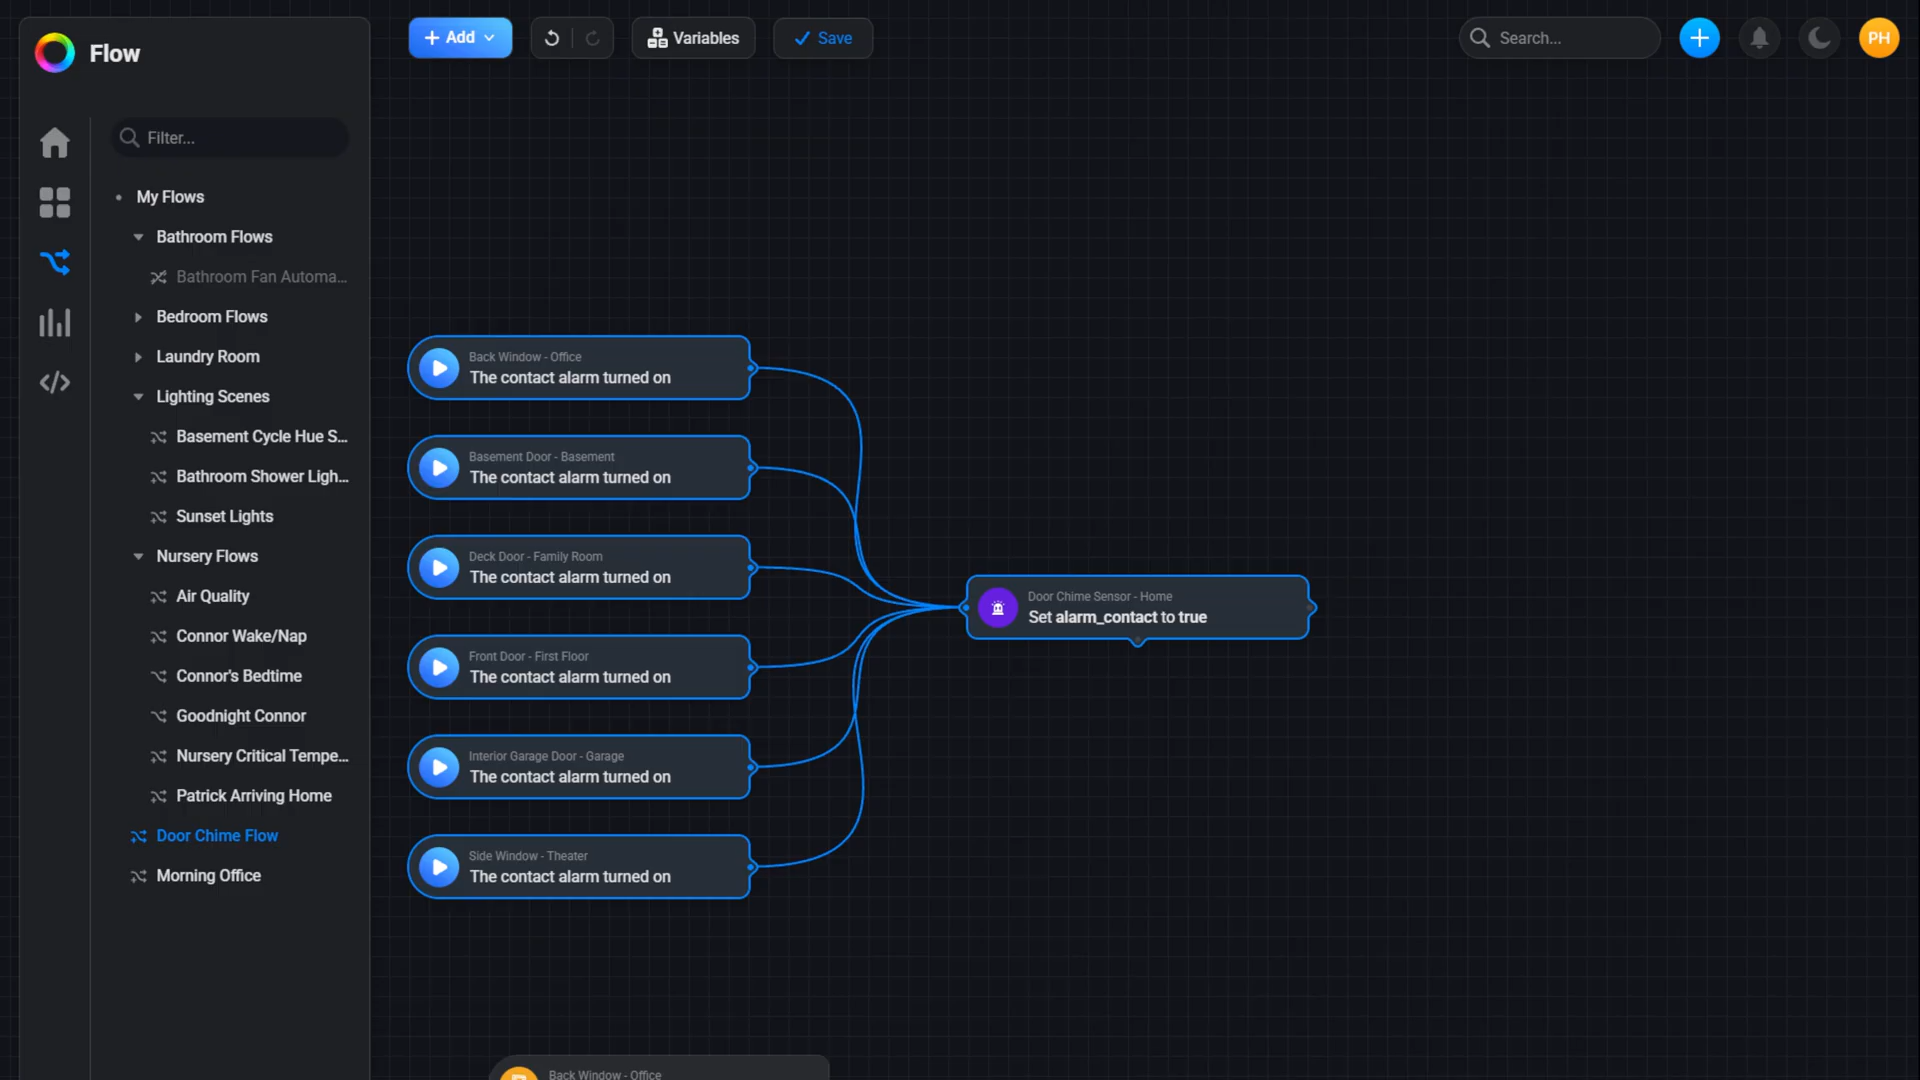 Flow
Add
Variables
Save
Search...
PH
Filter...
My Flows
Bathroom Flows
Bathroom Fan Automa...
Bedroom Flows
Laundry Room
Lighting Scenes
Basement Cycle Hue S...
Bathroom Shower Ligh...
Sunset Lights
Nursery Flows
Air Quality
Connor Wake/Nap
Connor's Bedtime
Goodnight Connor
Nursery Critical Tempe...
Patrick Arriving Home
Door Chime Flow
Morning Office
Back Window - Office
The contact alarm turned on
Basement Door - Basement
The contact alarm turned on
Deck Door - Family Room
The contact alarm turned on
Front Door - First Floor
The contact alarm turned on
Interior Garage Door - Garage
The contact alarm turned on
Side Window - Theater
The contact alarm turned on
Door Chime Sensor - Home
Set alarm_contact to true
Back Window - Office